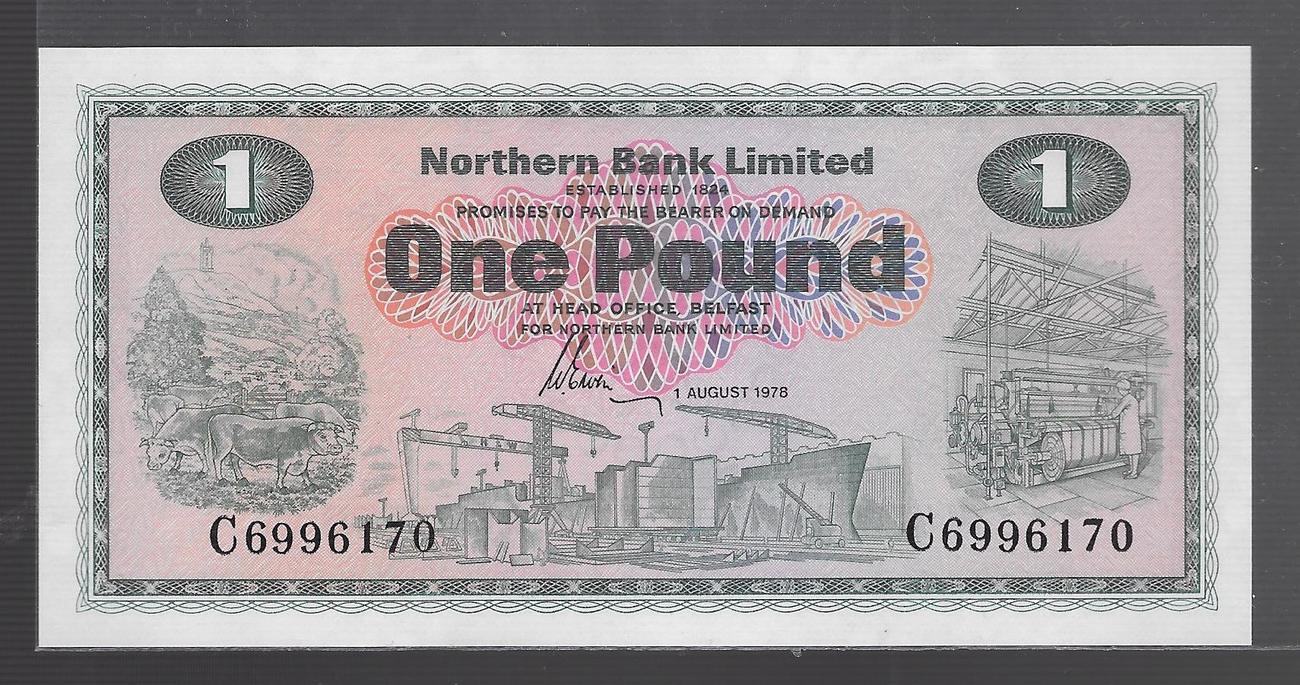 1
1
Northern Bank Limited
ESTABLISHED 1824
PROMISES TO PAY THE BEARER ON DEMAND
One Pound
AT HEAD OFFICE, BELFAST
FOR NORTHERN BANK LIMITED
1 AUGUST 1978
C6996170
C6996170